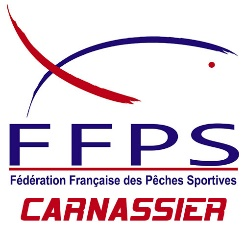 FFPS
Fédération Française des Pêches Sportives
CARNASSIER